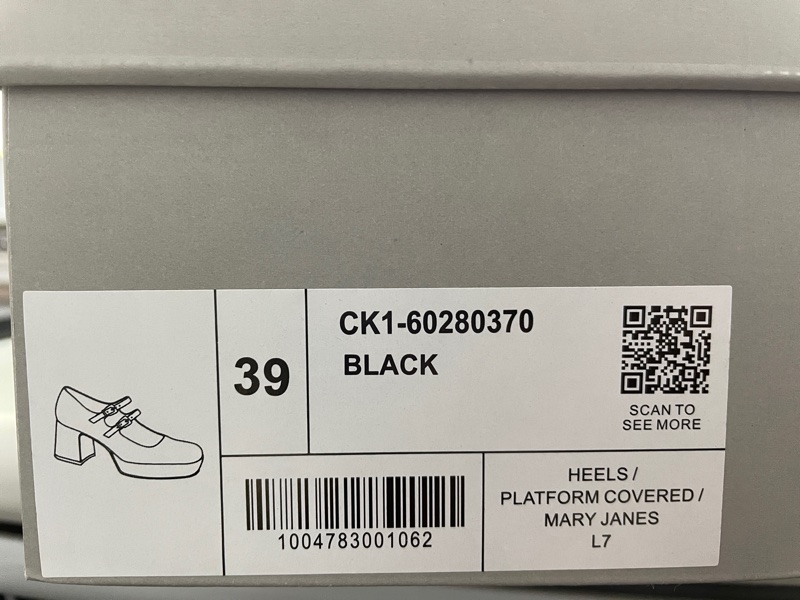 39
CK1-60280370
BLACK
SCAN TO
SEE MORE
1004783001062
HEELS /
PLATFORM COVERED /
MARY JANES
L7